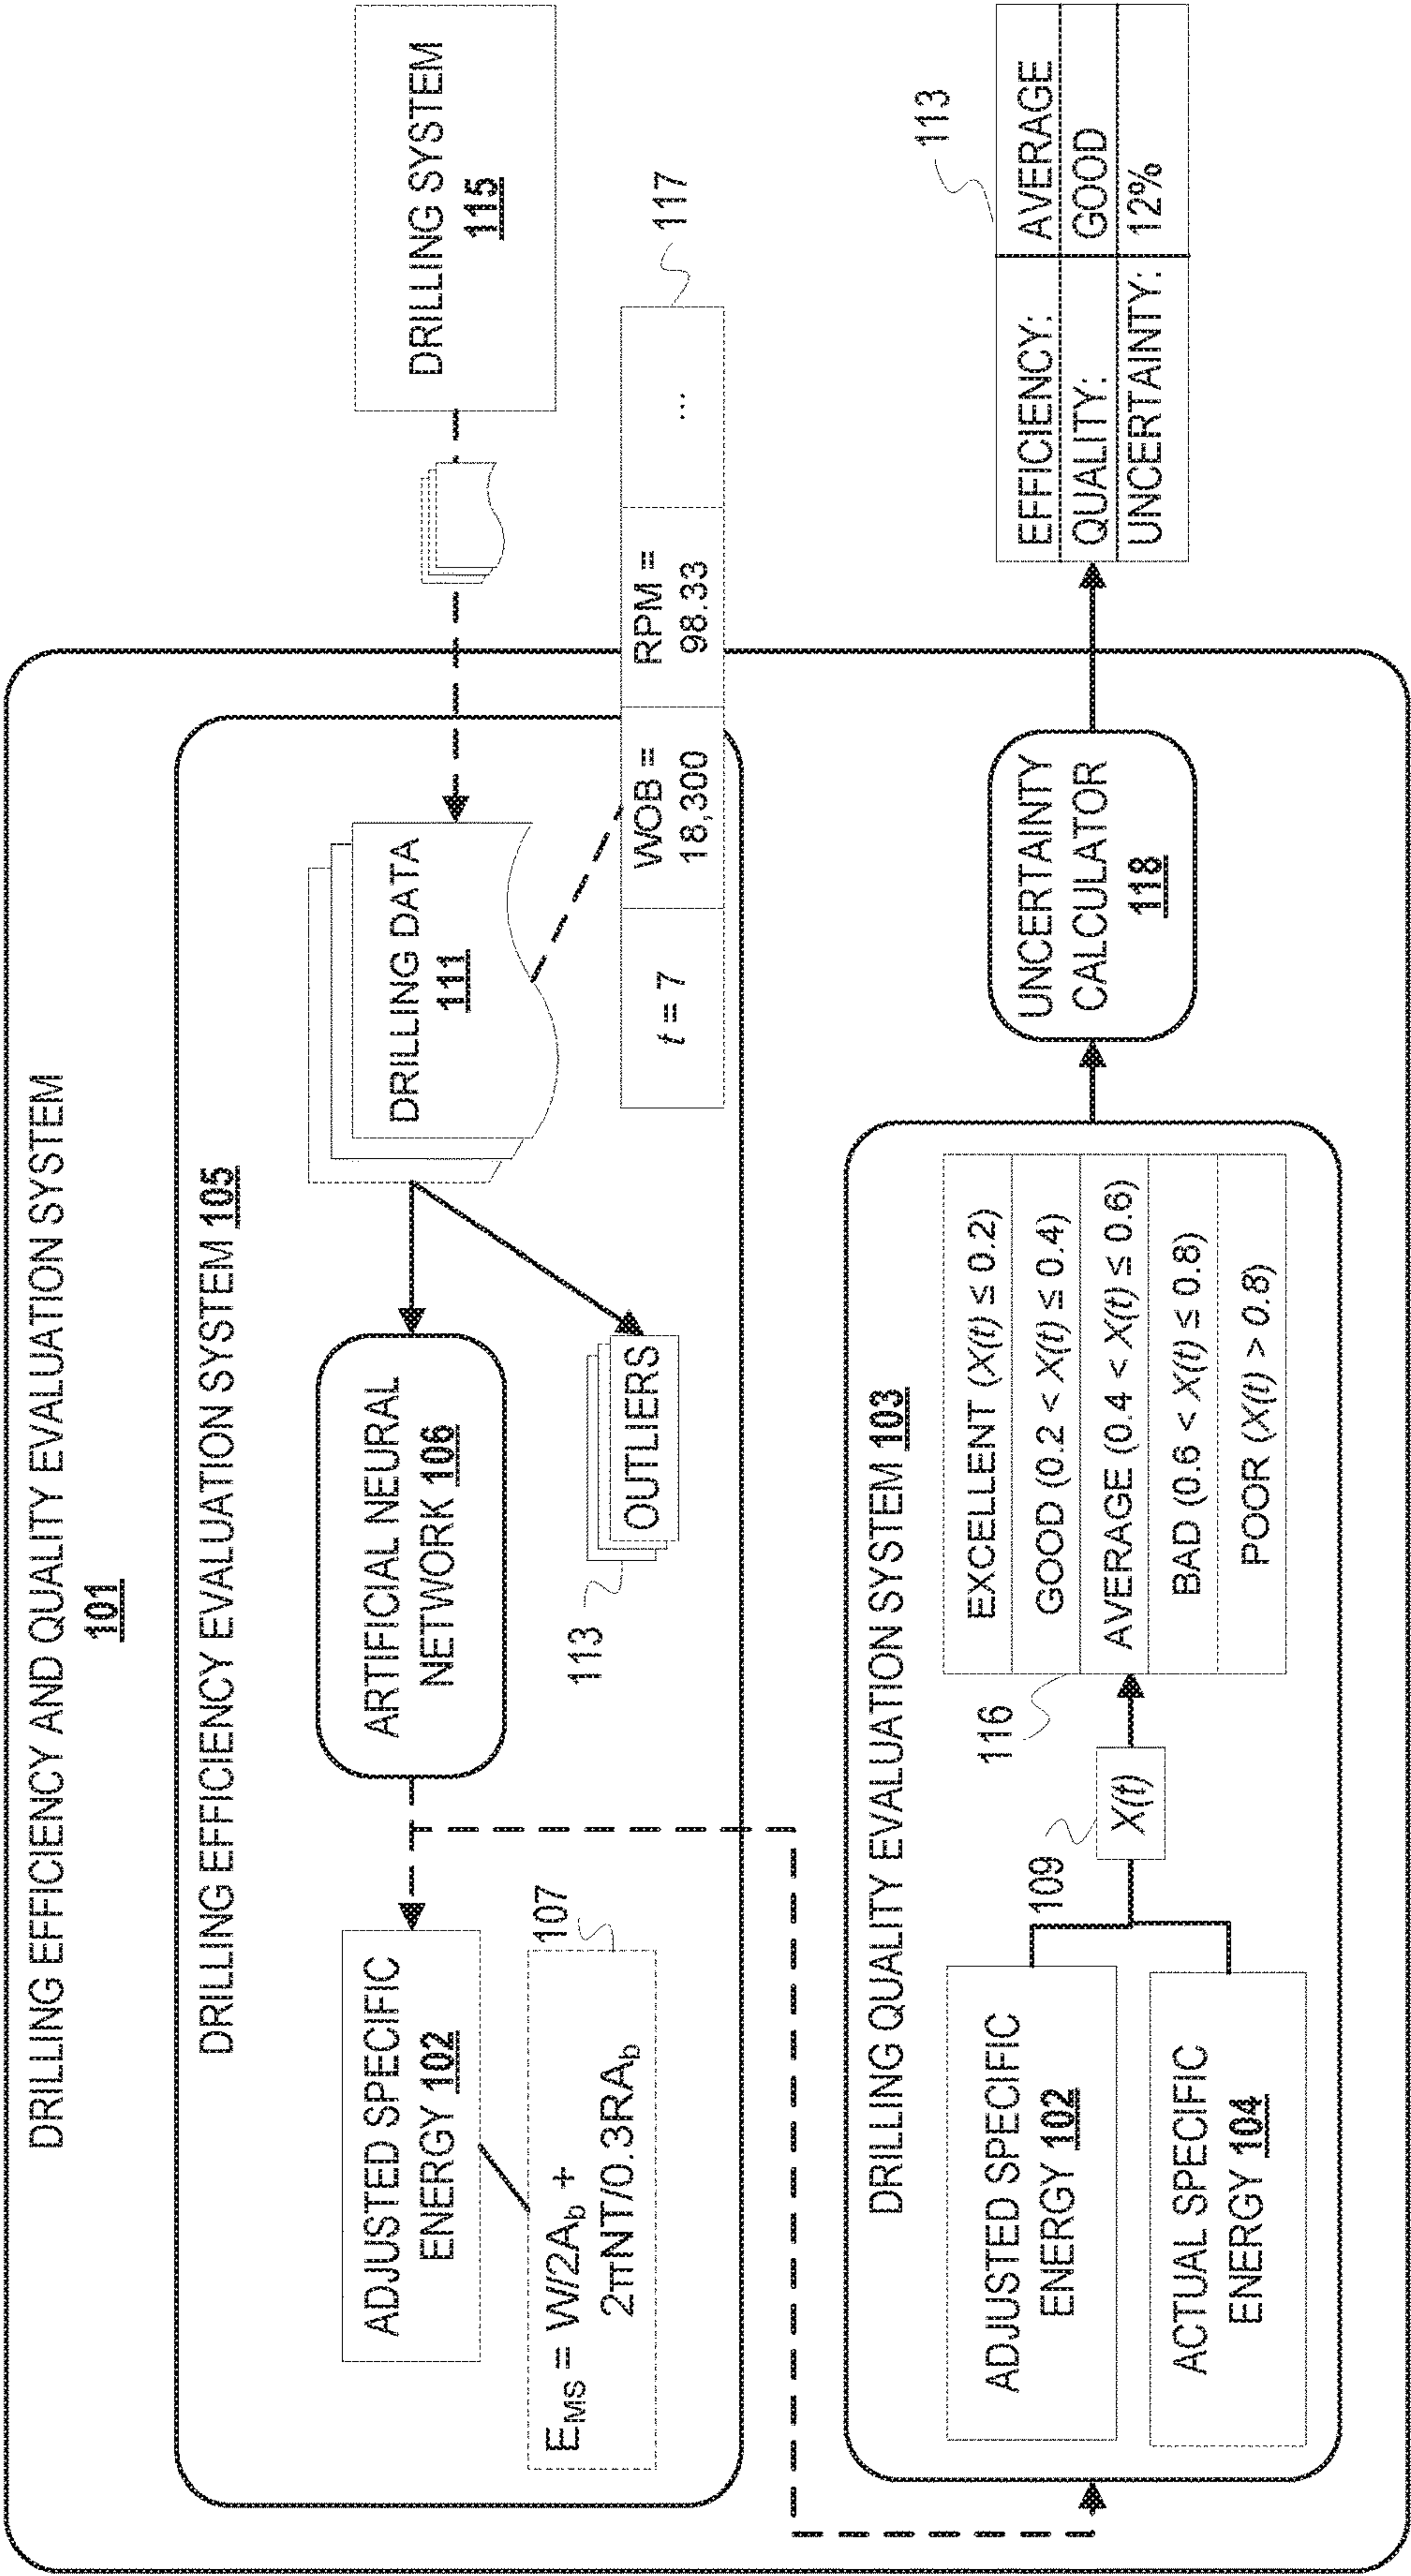 DRILLING EFFICIENCY AND QUALITY EVALUATION SYSTEM
101
DRILLING EFFICIENCY EVALUATION SYSTEM 105
ADJUSTED SPECIFIC
ENERGY 102
107
E_MS = W/2A_b +
2πNT/0.3RA_b
ARTIFICIAL NEURAL
NETWORK 106
113
OUTLIERS
DRILLING DATA
111
t = 7
WOB =
18,300
RPM =
98.33
...
117
DRILLING SYSTEM
115
DRILLING QUALITY EVALUATION SYSTEM 103
ADJUSTED SPECIFIC
ENERGY 102
ACTUAL SPECIFIC
ENERGY 104
109
X(t)
116
EXCELLENT (X(t) ≤ 0.2)
GOOD (0.2 < X(t) ≤ 0.4)
AVERAGE (0.4 < X(t) ≤ 0.6)
BAD (0.6 < X(t) ≤ 0.8)
POOR (X(t) > 0.8)
UNCERTAINTY
CALCULATOR
118
113
EFFICIENCY: AVERAGE
QUALITY: GOOD
UNCERTAINTY: 12%